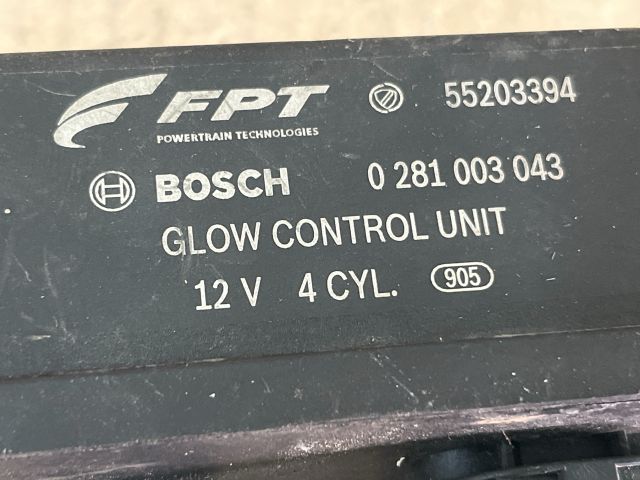 FPT 55203394
POWERTRAIN TECHNOLOGIES
BOSCH 0 281 003 043
GLOW CONTROL UNIT
12 V 4 CYL. 905